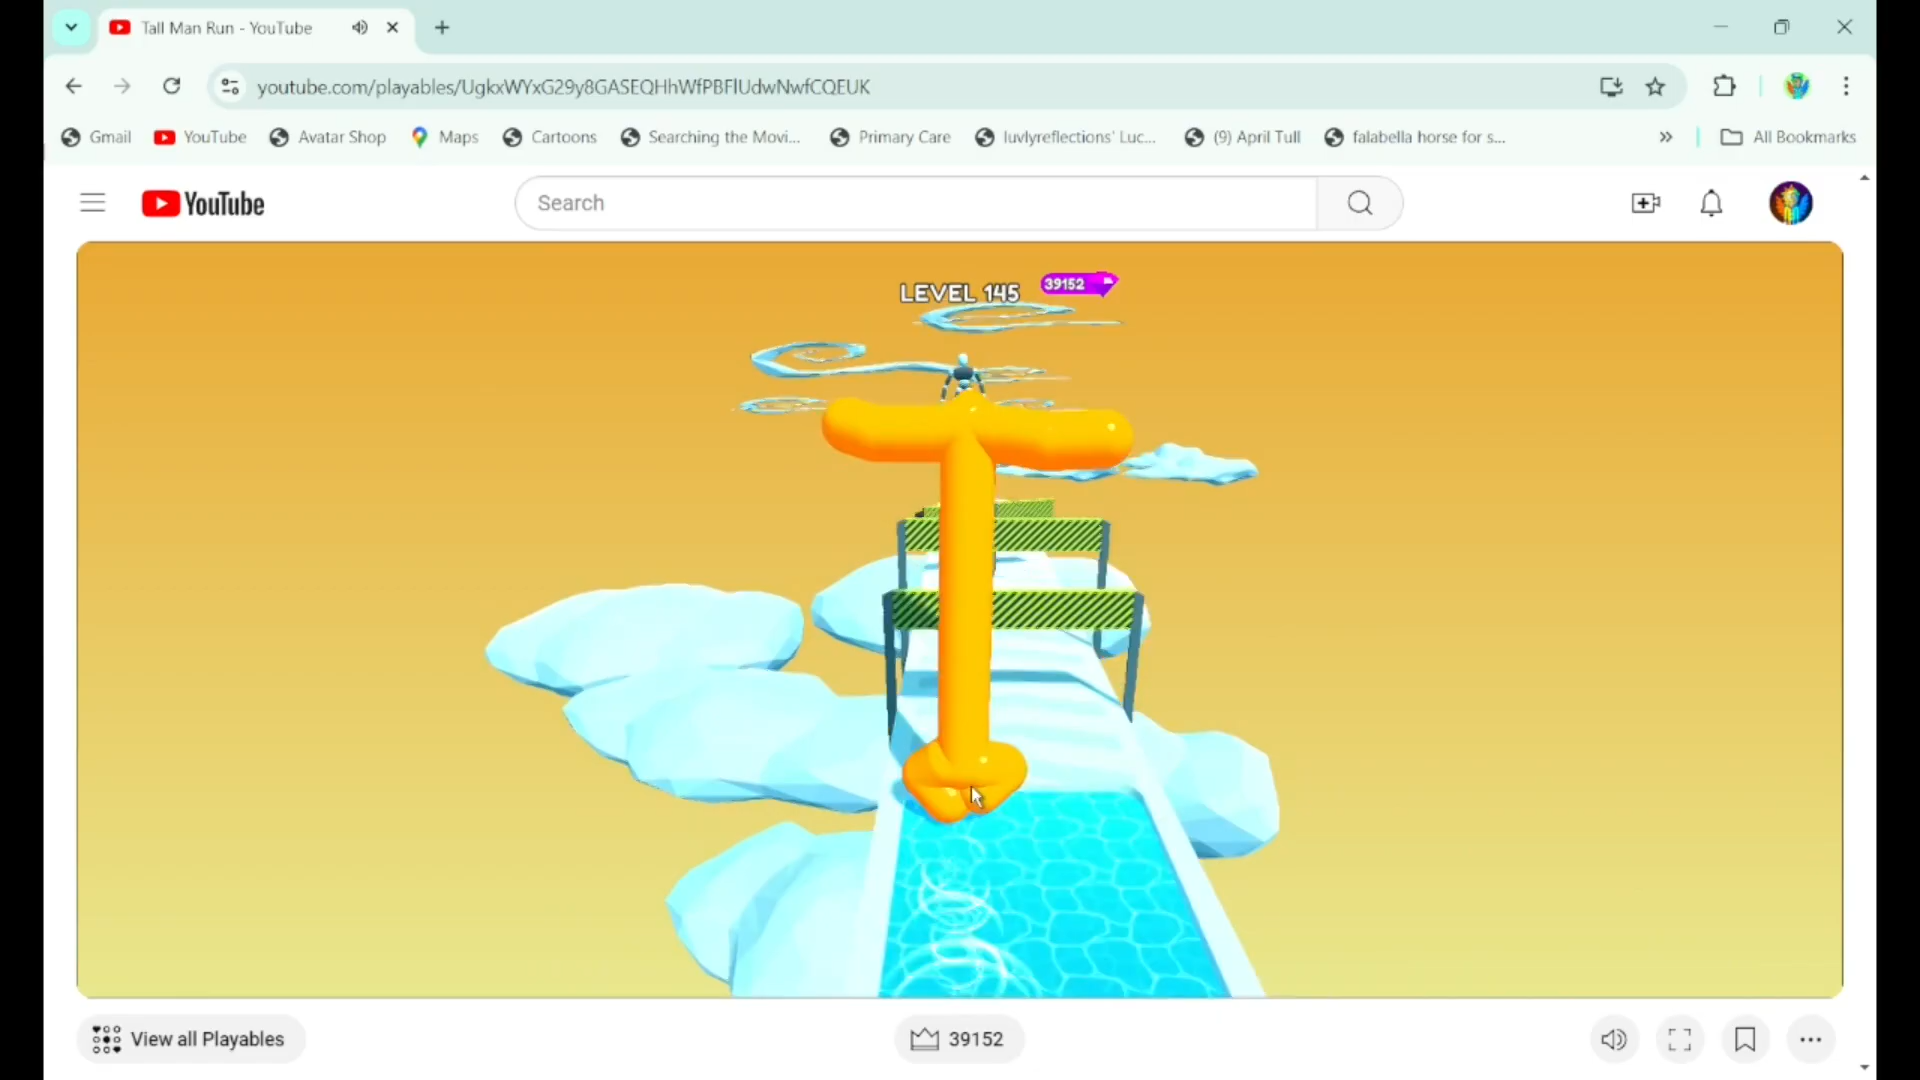 Tall Man Run - YouTube
youtube.com/playables/UgkxWYxG29y8GASEQHhWfPBFlUdwNwfCQEUK
Gmail YouTube Avatar Shop Maps Cartoons Searching the Movi... Primary Care luvlyreflections' Luc... (9) April Tull falabella horse for s... » All Bookmarks
YouTube Search
LEVEL 145 39152
View all Playables 39152